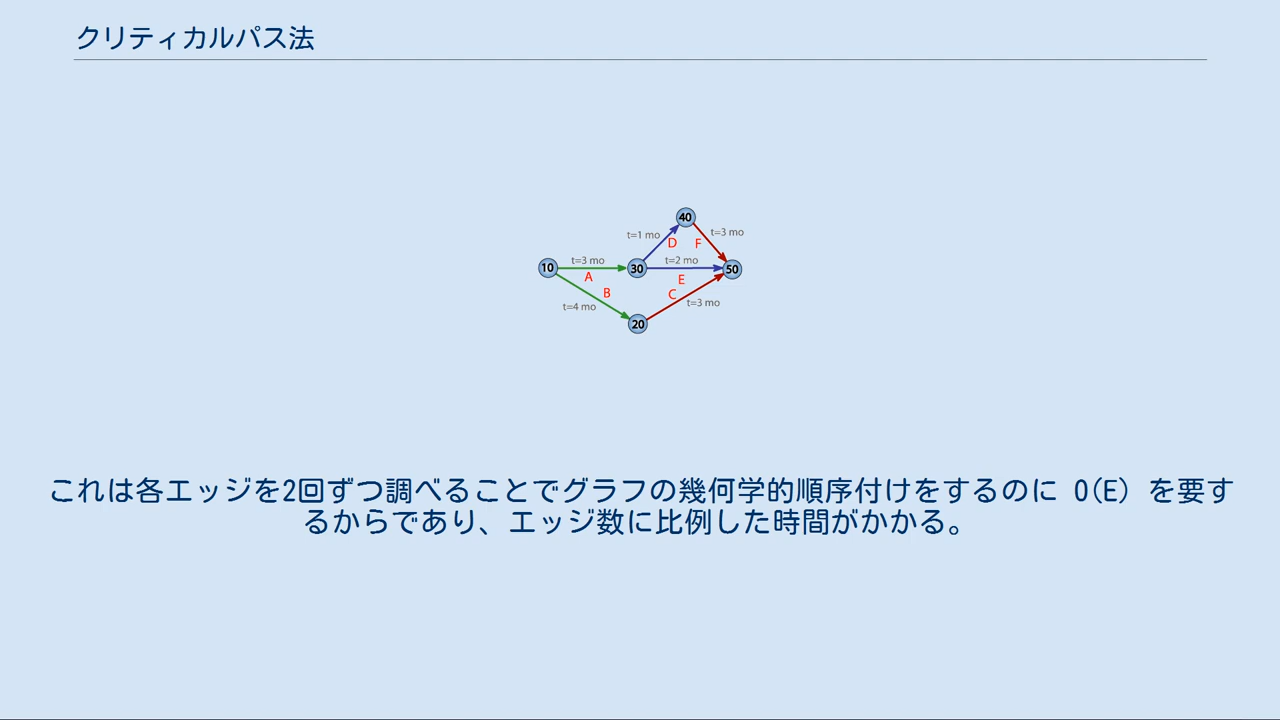 クリティカルパス法
40
t=1 mo
t=3 mo
D
F
t=3 mo
t=2 mo
10
30
50
A
E
B
C
t=4 mo
t=3 mo
20
これは各エッジを2回ずつ調べることでグラフの幾何学的順序付けをするのに O(E) を要す
るからであり、エッジ数に比例した時間がかかる。